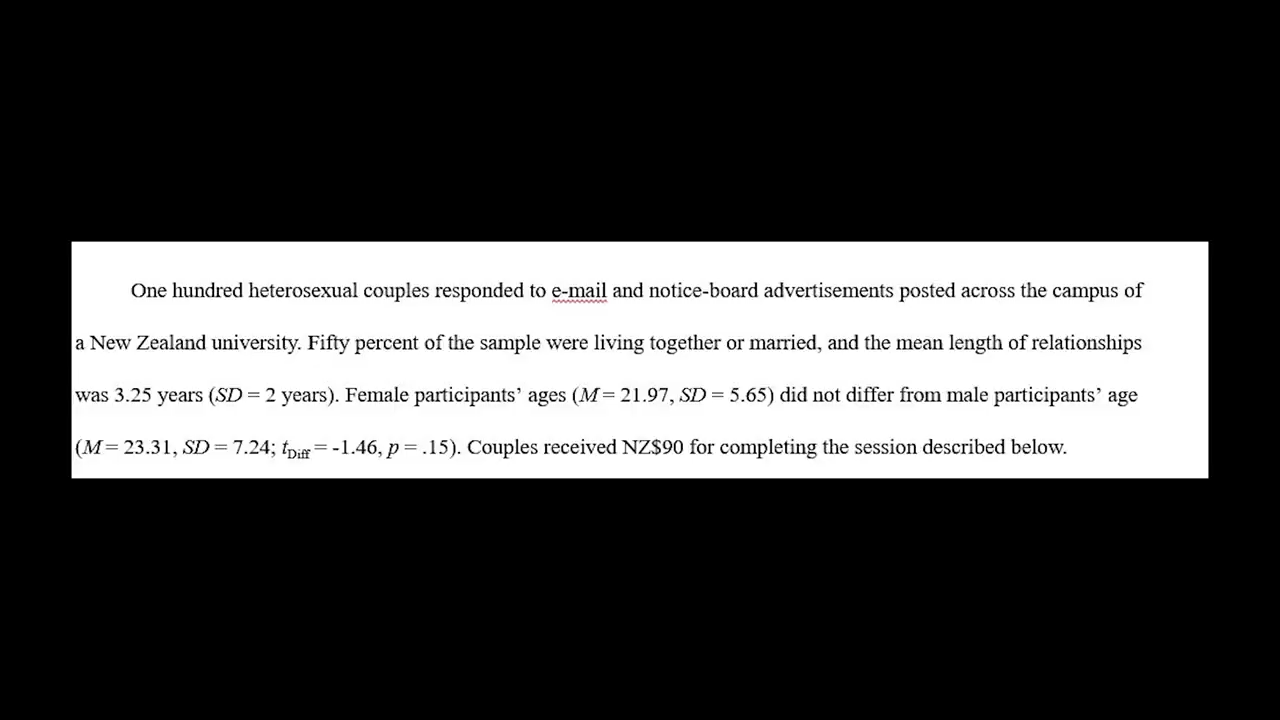 One hundred heterosexual couples responded to e-mail and notice-board advertisements posted across the campus of
a New Zealand university. Fifty percent of the sample were living together or married, and the mean length of relationships
was 3.25 years (SD = 2 years). Female participants’ ages (M = 21.97, SD = 5.65) did not differ from male participants’ age
(M = 23.31, SD = 7.24; tDiff = -1.46, p = .15). Couples received NZ$90 for completing the session described below.